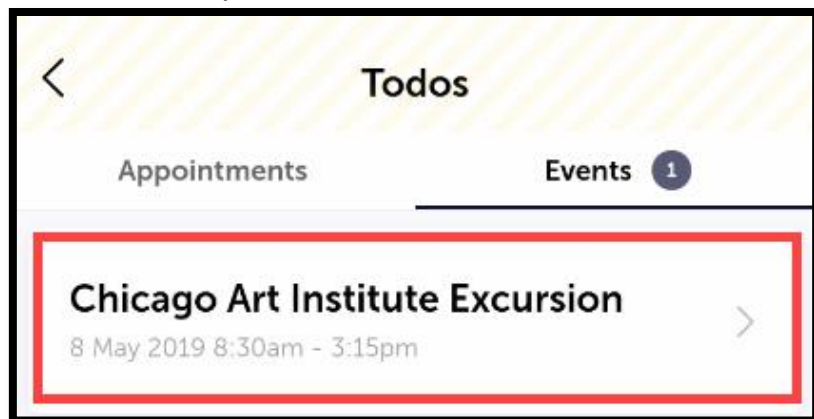 Todos
Appointments
Events 1
Chicago Art Institute Excursion
8 May 2019 8:30am - 3:15pm